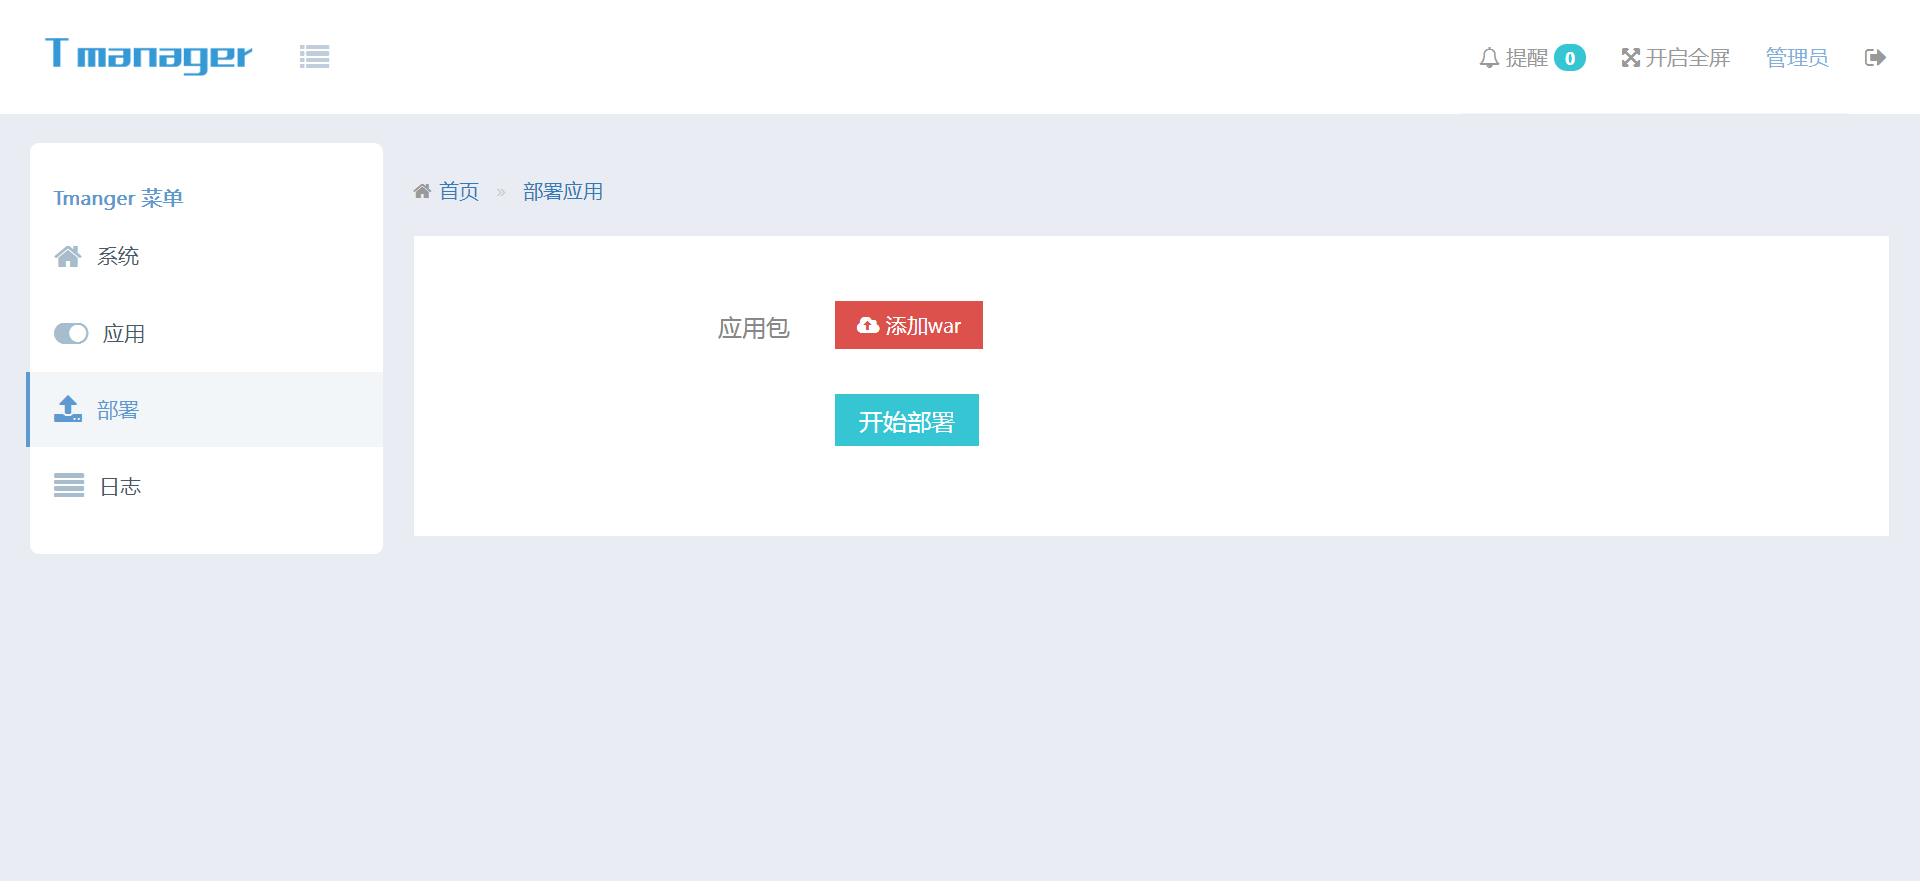 Tmanager
提醒 0
开启全屏
管理员
Tmanger 菜单
系统
应用
部署
日志
首页 » 部署应用
应用包
添加war
开始部署